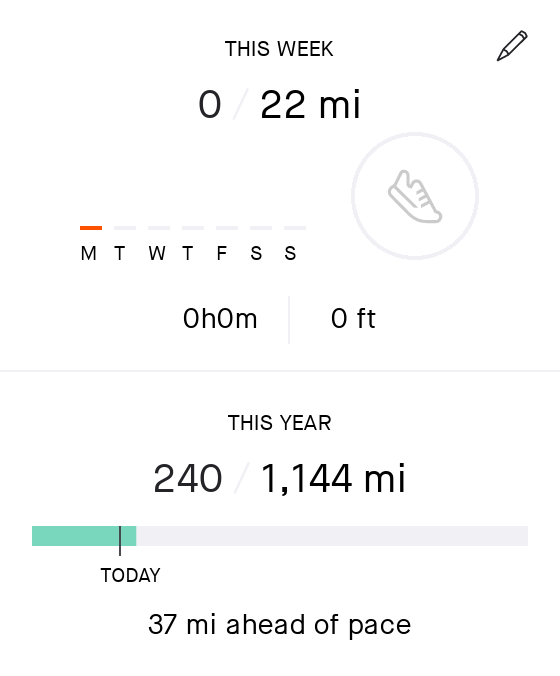 THIS WEEK
0 / 22 mi
M T W T F S S
0h0m
0 ft
THIS YEAR
240 / 1,144 mi
TODAY
37 mi ahead of pace